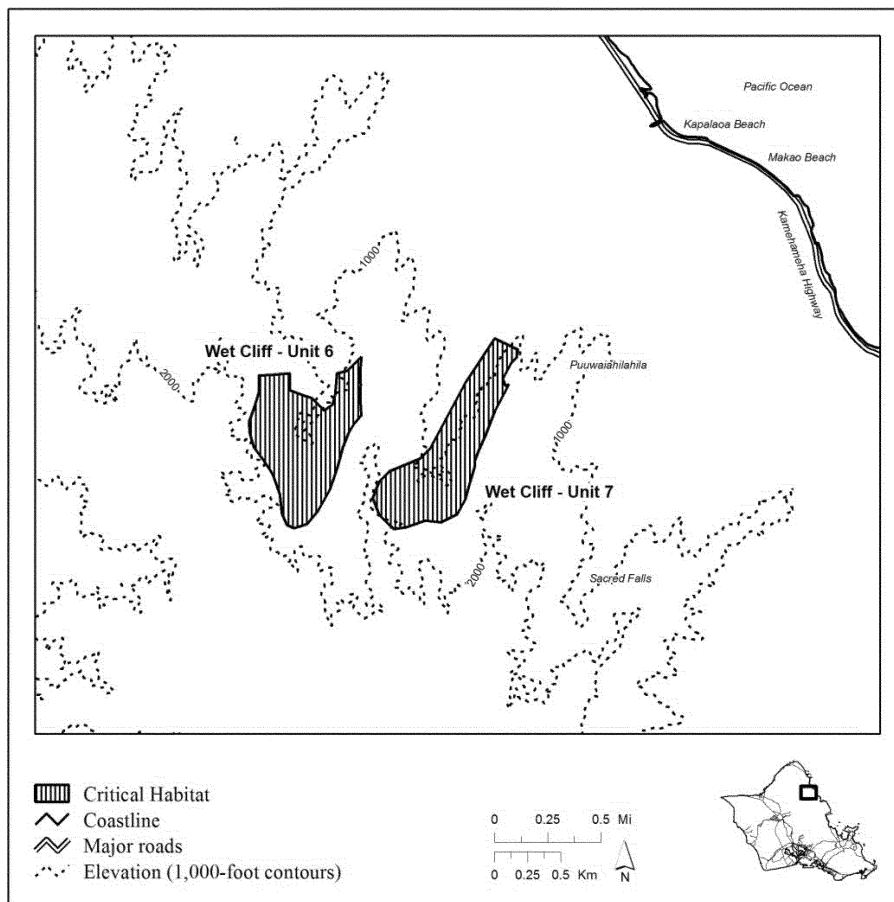 Pacific Ocean
Kapalaoa Beach
Makao Beach
Kamehameha Highway
1000
Wet Cliff - Unit 6
2000
Puuwaiahilahila
1000
Wet Cliff - Unit 7
2000
Sacred Falls
Critical Habitat
Coastline
Major roads
Elevation (1,000-foot contours)
0 0.25 0.5 Mi
0 0.25 0.5 Km
N